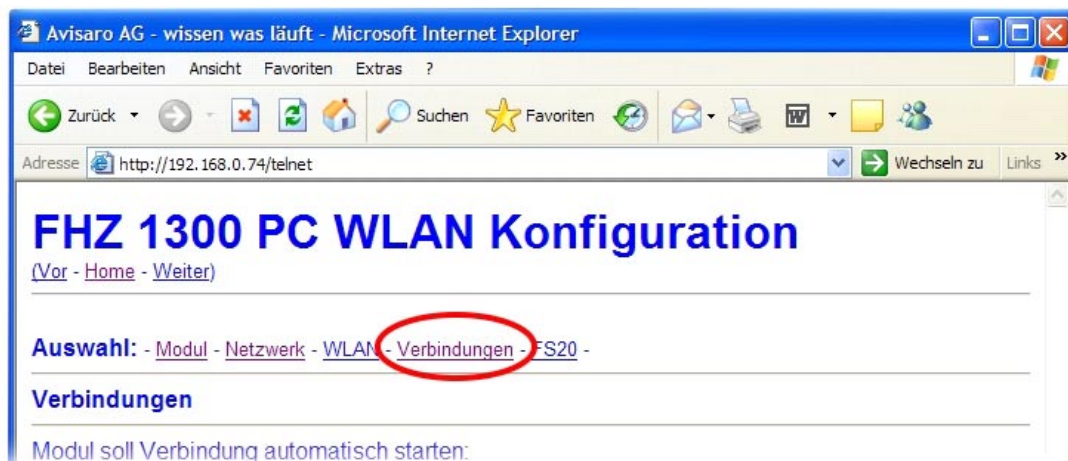 Avisaro AG - wissen was läuft - Microsoft Internet Explorer
Datei Bearbeiten Ansicht Favoriten Extras ?
Zurück Suchen Favoriten
Adresse http://192.168.0.74/telnet Wechseln zu Links »
FHZ 1300 PC WLAN Konfiguration
(Vor - Home - Weiter)
Auswahl: - Modul - Netzwerk - WLAN - Verbindungen - FS20 -
Verbindungen
Modul soll Verbindung automatisch starten: